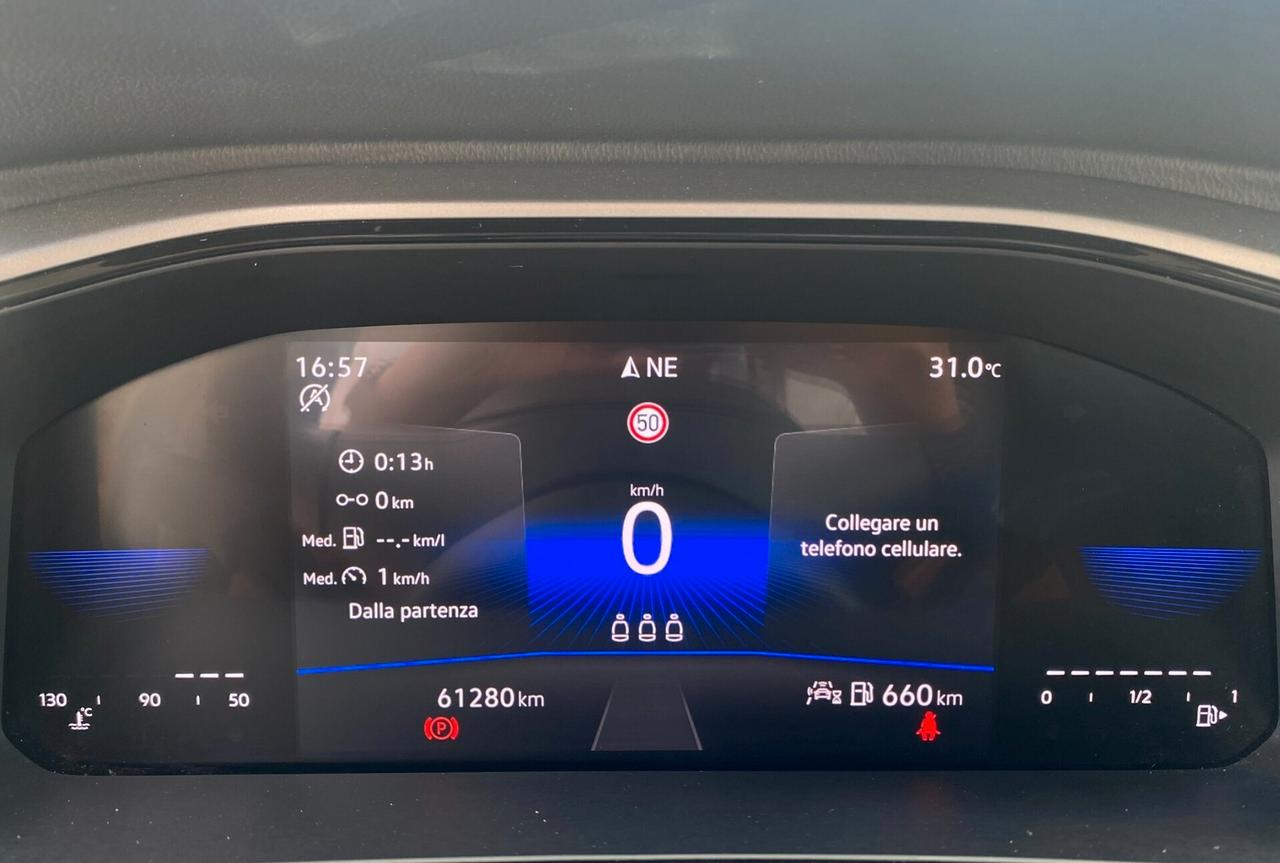 16:57
NE
31.0°C
50
0:13h
0km
Med. --.-km/l
Med. 1 km/h
Dalla partenza
km/h
0
Collegare un
telefono cellulare.
130 90 50
°C
61280km
P
660km
0 1/2 1